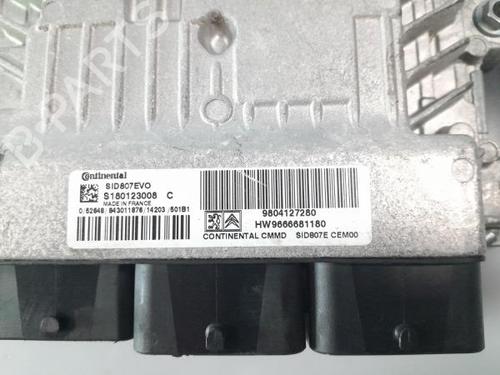 Continental
SID807EVO
S180123008 C
MADE IN FRANCE
0/52648/843011876/14203/501B1
9804127280
HW9666681180
CONTINENTAL CMMD SID807E CEM00
B-PARTS